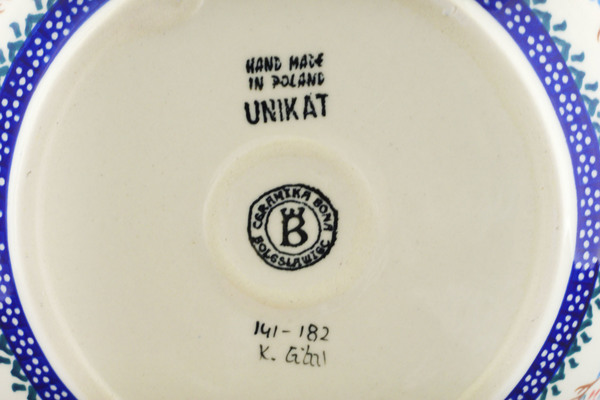 HAND MADE
IN POLAND
UNIKAT
CERAMIKA BONA
B
BOLESŁAWIEC
141-182
K.